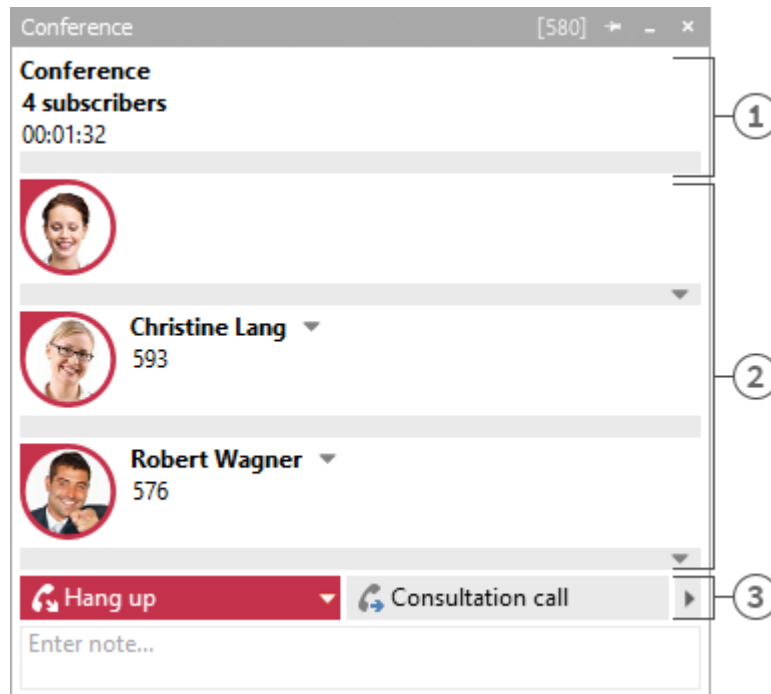 Conference [580]
Conference
4 subscribers
00:01:32
1
Christine Lang
593
2
Robert Wagner
576
Hang up Consultation call
3
Enter note...